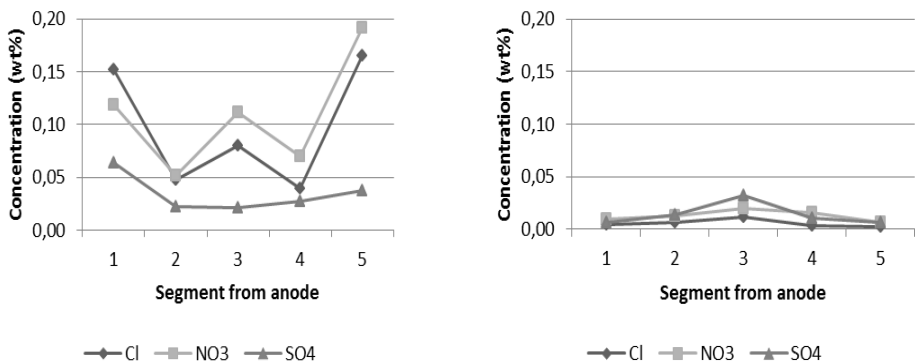 Concentration (wt%)
0,20
0,15
0,10
0,05
0,00
1 2 3 4 5
Segment from anode
Cl NO3 SO4
Concentration (wt%)
0,20
0,15
0,10
0,05
0,00
1 2 3 4 5
Segment from anode
Cl NO3 SO4